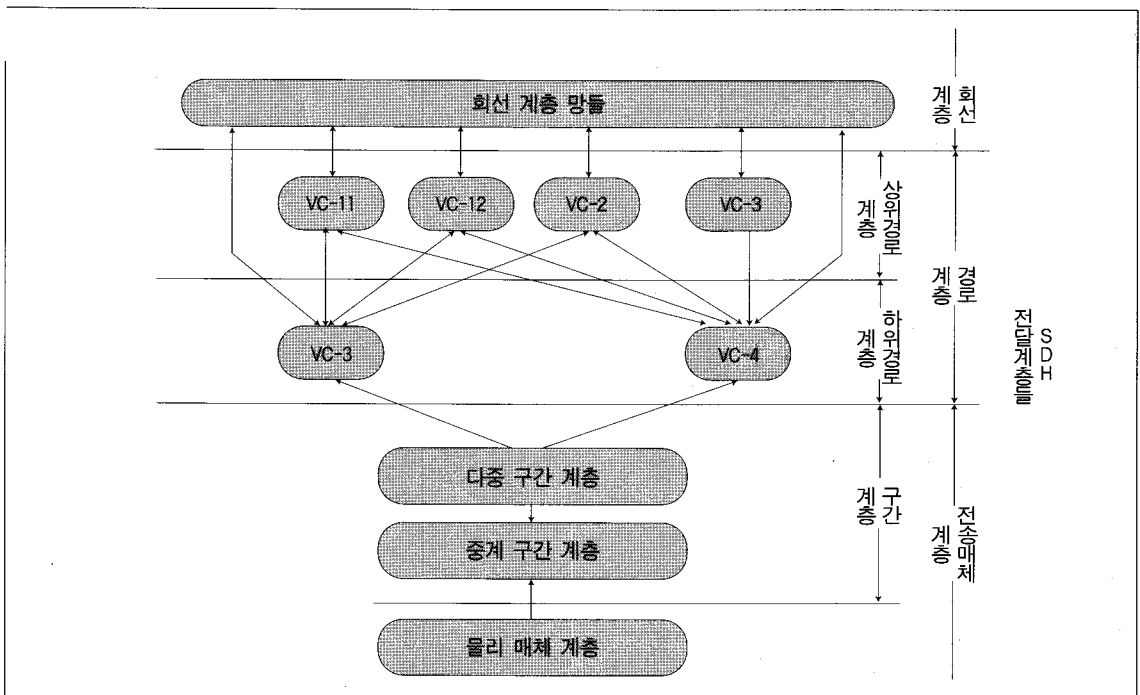 회선 계층 망들
회선
계층
VC-11
VC-12
VC-2
VC-3
상위경로
계층
경로
계층
VC-3
VC-4
하위경로
계층
SDH
전달계층들
다중 구간 계층
중계 구간 계층
구간
계층
전송매체
계층
물리 매체 계층